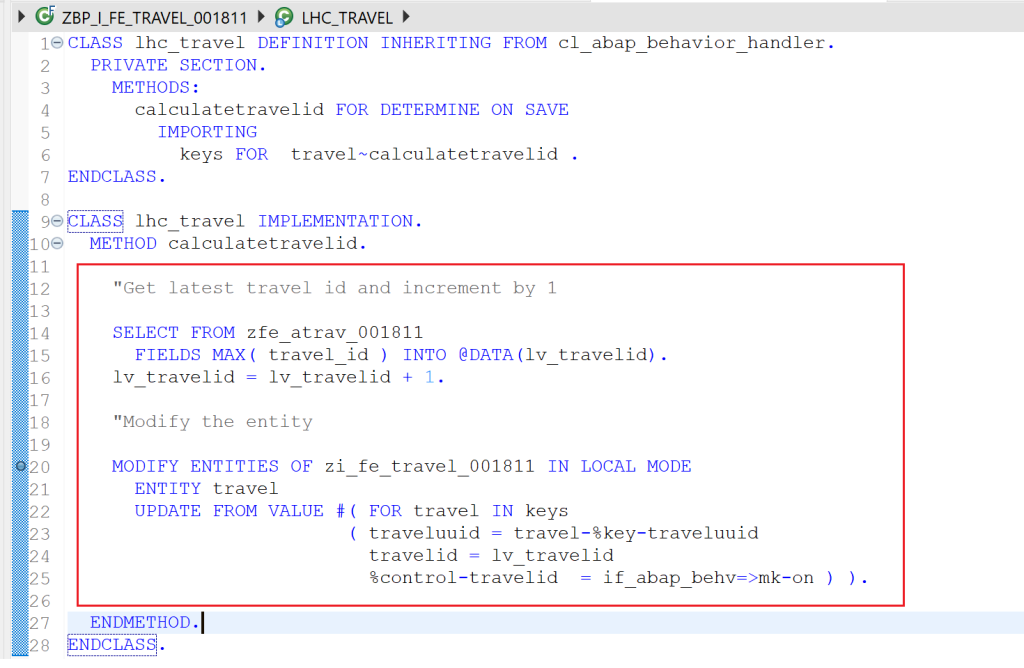 ZBP_I_FE_TRAVEL_001811 LHC_TRAVEL
1 CLASS lhc_travel DEFINITION INHERITING FROM cl_abap_behavior_handler.
2 PRIVATE SECTION.
3 METHODS:
4 calculatetravelid FOR DETERMINE ON SAVE
5 IMPORTING
6 keys FOR  travel~calculatetravelid .
7 ENDCLASS.
8
9 CLASS lhc_travel IMPLEMENTATION.
10 METHOD calculatetravelid.
11
12 "Get latest travel id and increment by 1
13
14 SELECT FROM zfe_atrav_001811
15 FIELDS MAX( travel_id ) INTO @DATA(lv_travelid).
16 lv_travelid = lv_travelid + 1.
17
18 "Modify the entity
19
20 MODIFY ENTITIES OF zi_fe_travel_001811 IN LOCAL MODE
21 ENTITY travel
22 UPDATE FROM VALUE #( FOR travel IN keys
23 ( traveluuid = travel-%key-traveluuid
24 travelid = lv_travelid
25 %control-travelid  = if_abap_behv=>mk-on ) ).
26
27 ENDMETHOD.
28 ENDCLASS.